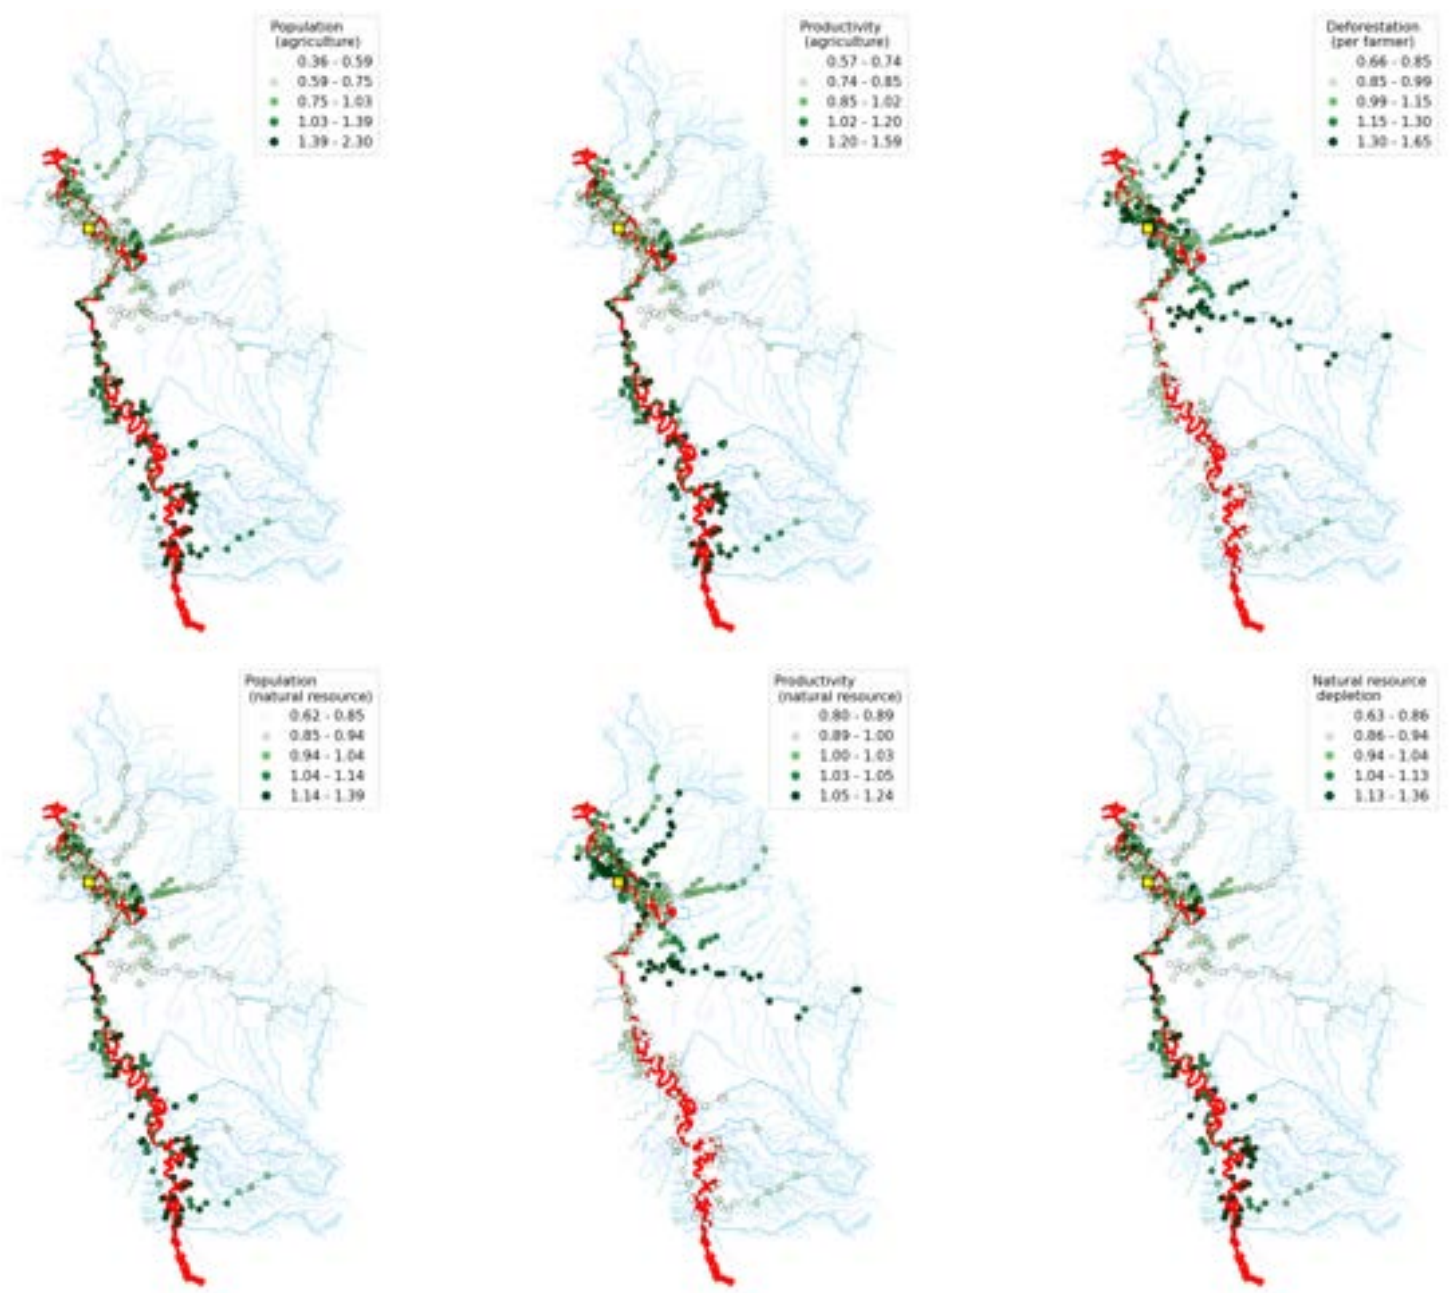 Population
(agriculture)
0.36 - 0.59
0.59 - 0.75
0.75 - 1.03
1.03 - 1.39
1.39 - 2.30
Productivity
(agriculture)
0.57 - 0.74
0.74 - 0.85
0.85 - 1.02
1.02 - 1.20
1.20 - 1.59
Deforestation
(per farmer)
0.66 - 0.85
0.85 - 0.99
0.99 - 1.15
1.15 - 1.30
1.30 - 1.65
Population
(natural resource)
0.62 - 0.85
0.85 - 0.94
0.94 - 1.04
1.04 - 1.14
1.14 - 1.39
Productivity
(natural resource)
0.80 - 0.89
0.89 - 1.00
1.00 - 1.03
1.03 - 1.05
1.05 - 1.24
Natural resource
depletion
0.63 - 0.86
0.86 - 0.94
0.94 - 1.04
1.04 - 1.13
1.13 - 1.36